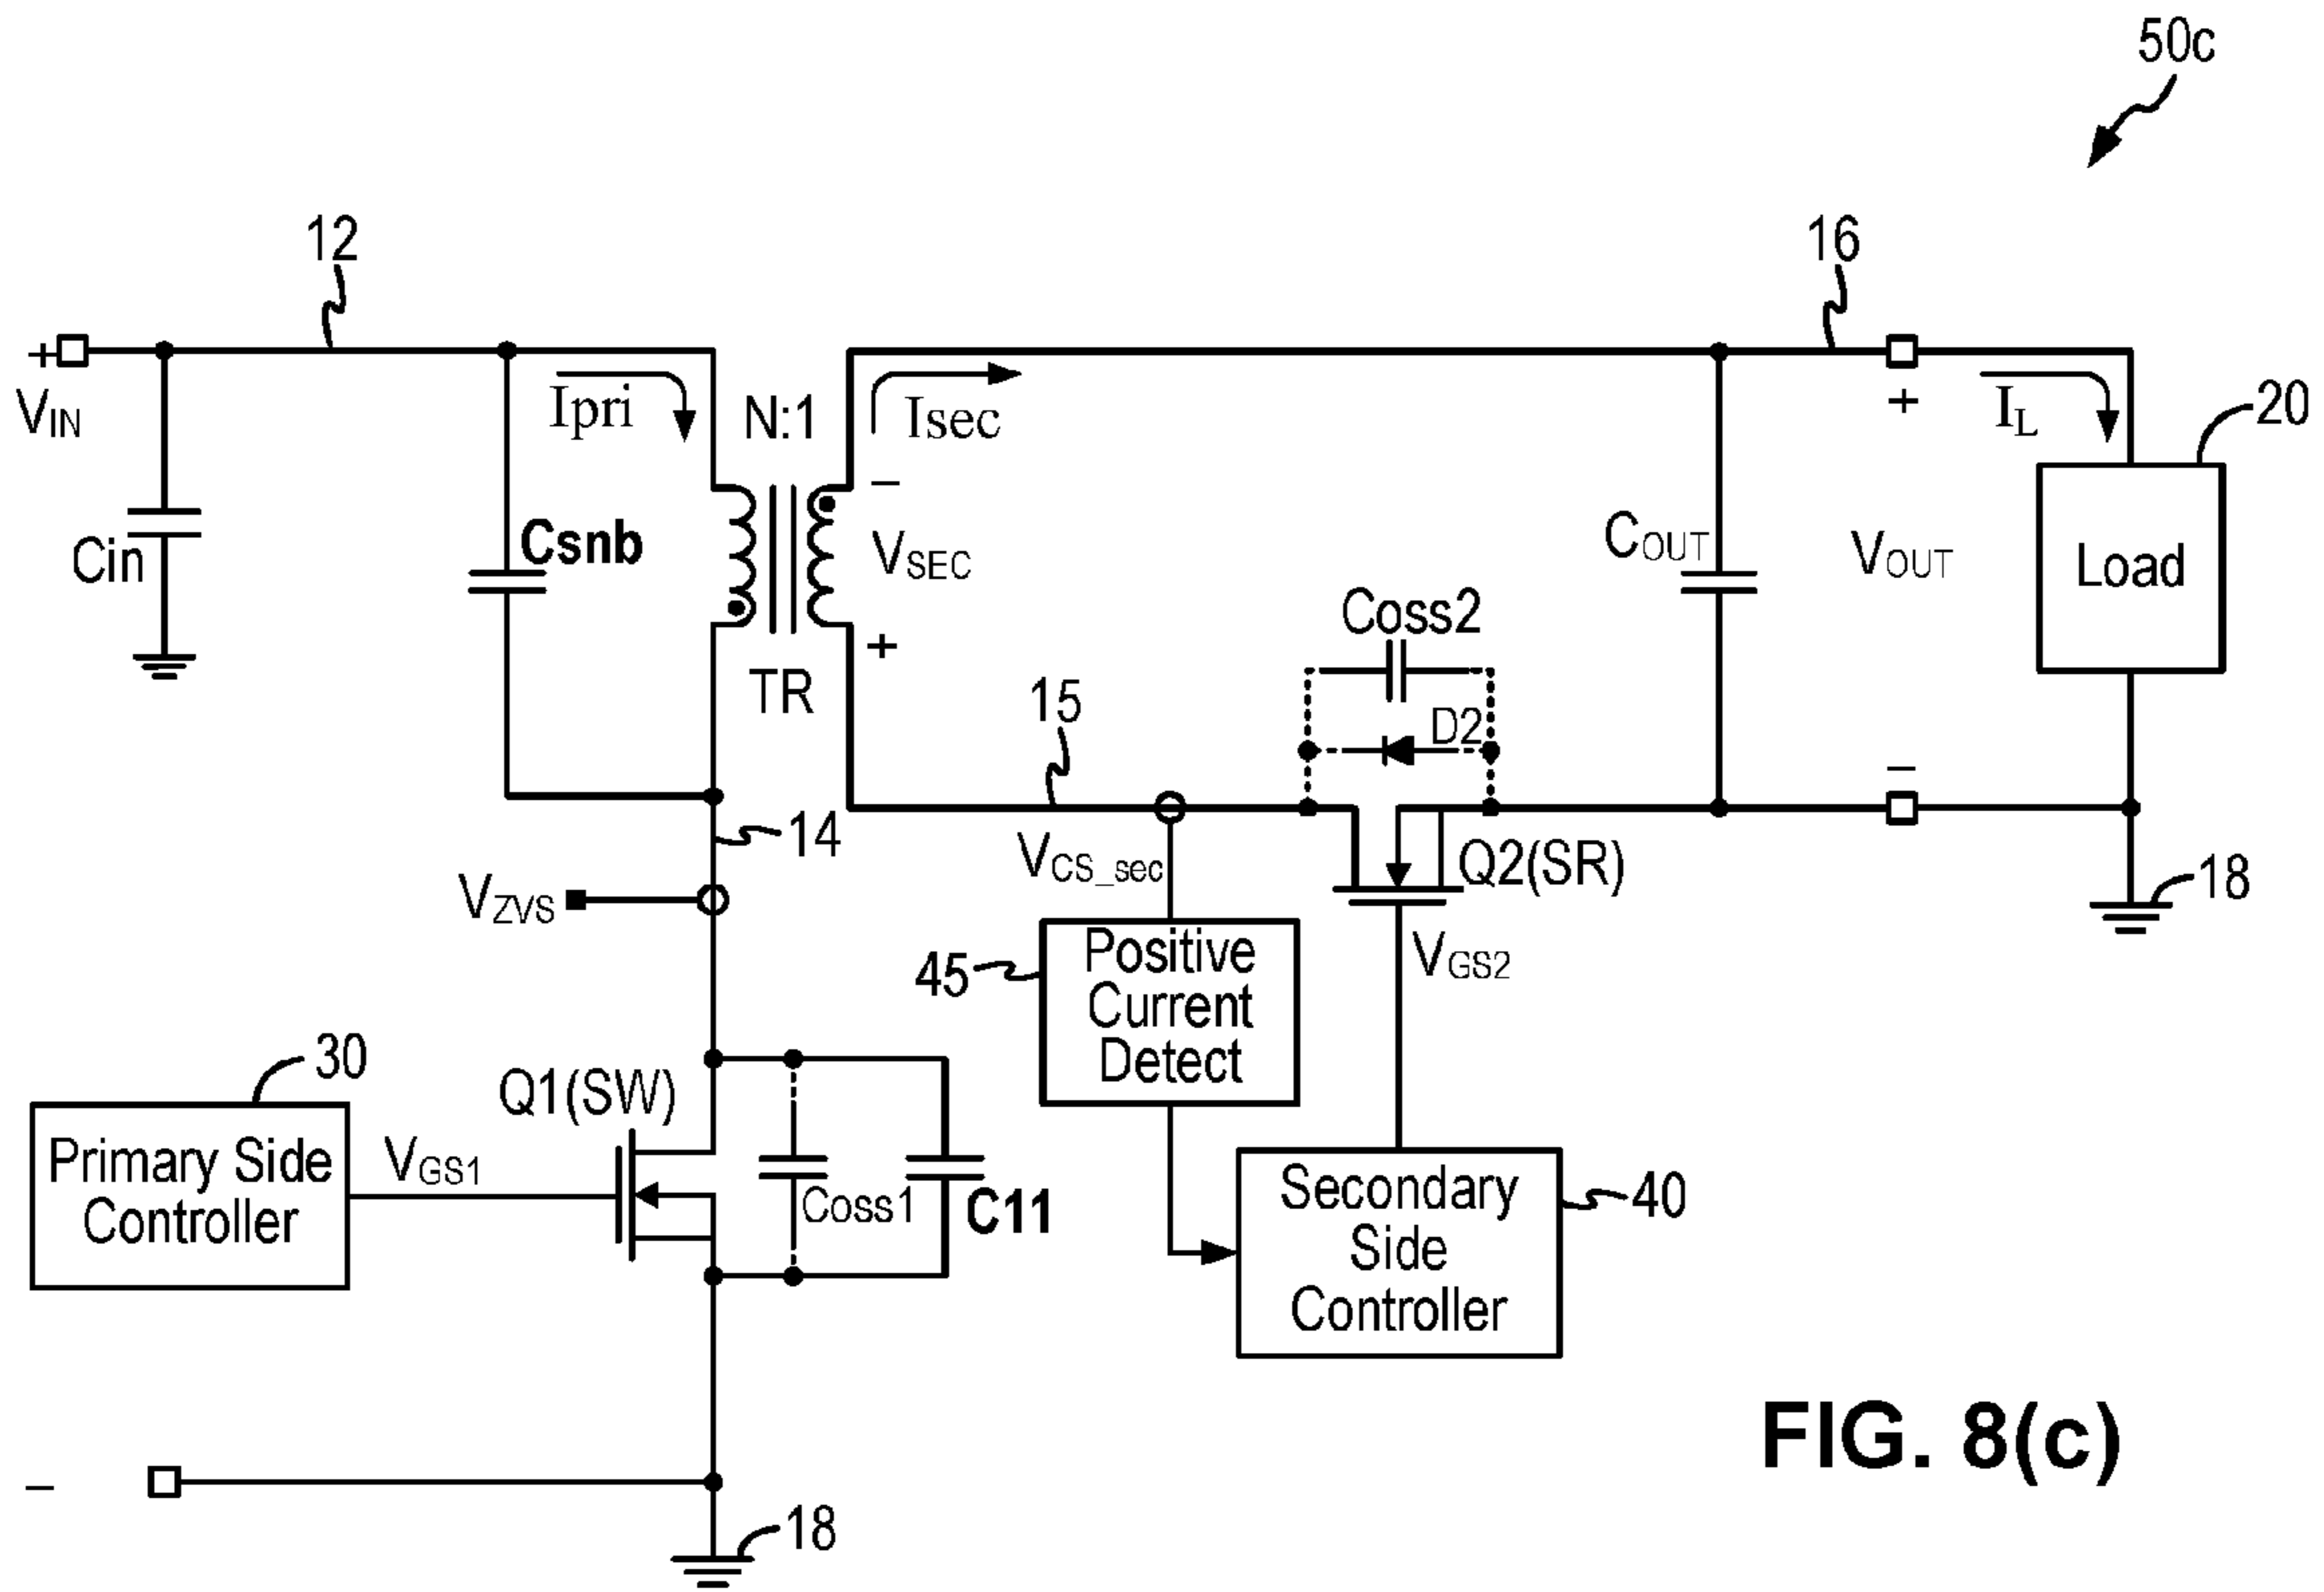 50c
12
16
+
VIN
Ipri
N:1
Isec
+
IL
20
−
Cin
Csnb
VSEC
COUT
VOUT
Load
+
TR
Coss2
D2
15
−
14
VCS_sec
Q2(SR)
18
VZVS
45
Positive
Current
Detect
VGS2
30
Q1(SW)
Primary Side
Controller
VGS1
Coss1
C11
Secondary
Side
Controller
40
−
18
FIG. 8(c)